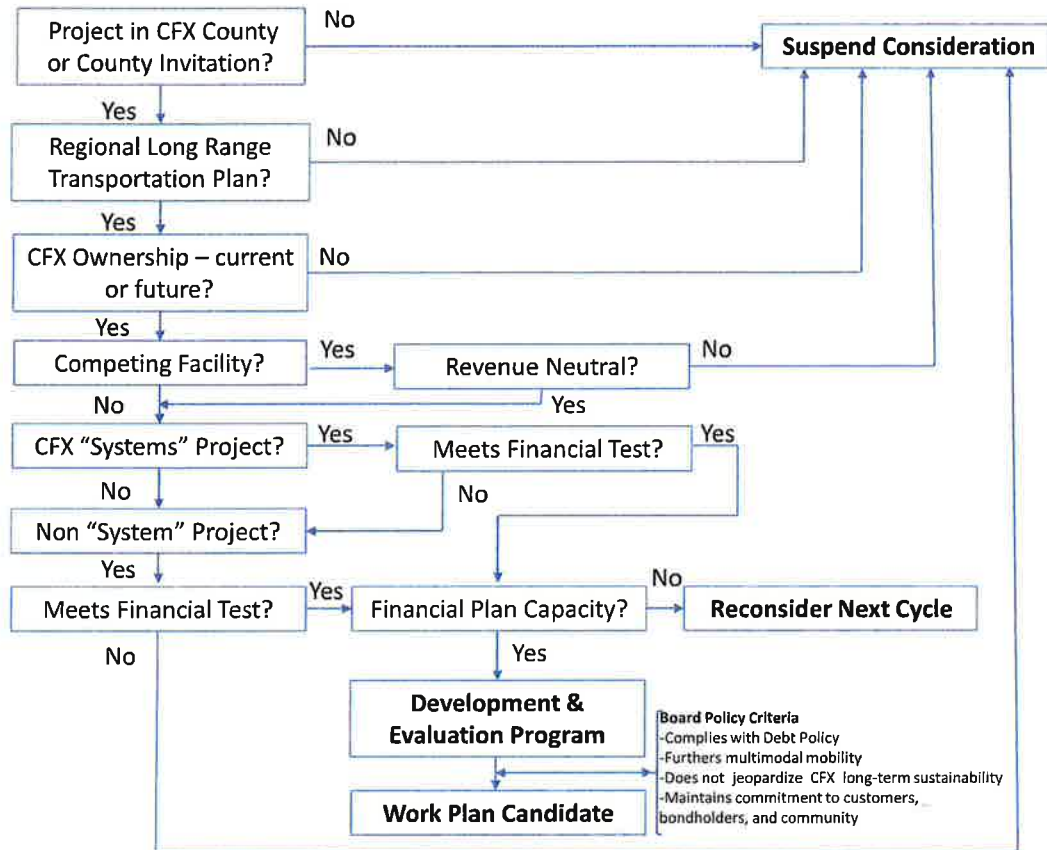 Project in CFX County
or County Invitation?
No
Suspend Consideration
Yes
Regional Long Range
Transportation Plan?
No
Yes
CFX Ownership – current
or future?
No
Yes
Competing Facility?
Yes
Revenue Neutral?
No
No
Yes
CFX “Systems” Project?
Yes
Meets Financial Test?
Yes
No
No
Non “System” Project?
Yes
Meets Financial Test?
Yes
Financial Plan Capacity?
No
Reconsider Next Cycle
No
Yes
Development &
Evaluation Program
Board Policy Criteria
-Complies with Debt Policy
-Furthers multimodal mobility
-Does not jeopardize CFX long-term sustainability
-Maintains commitment to customers,
bondholders, and community
Work Plan Candidate